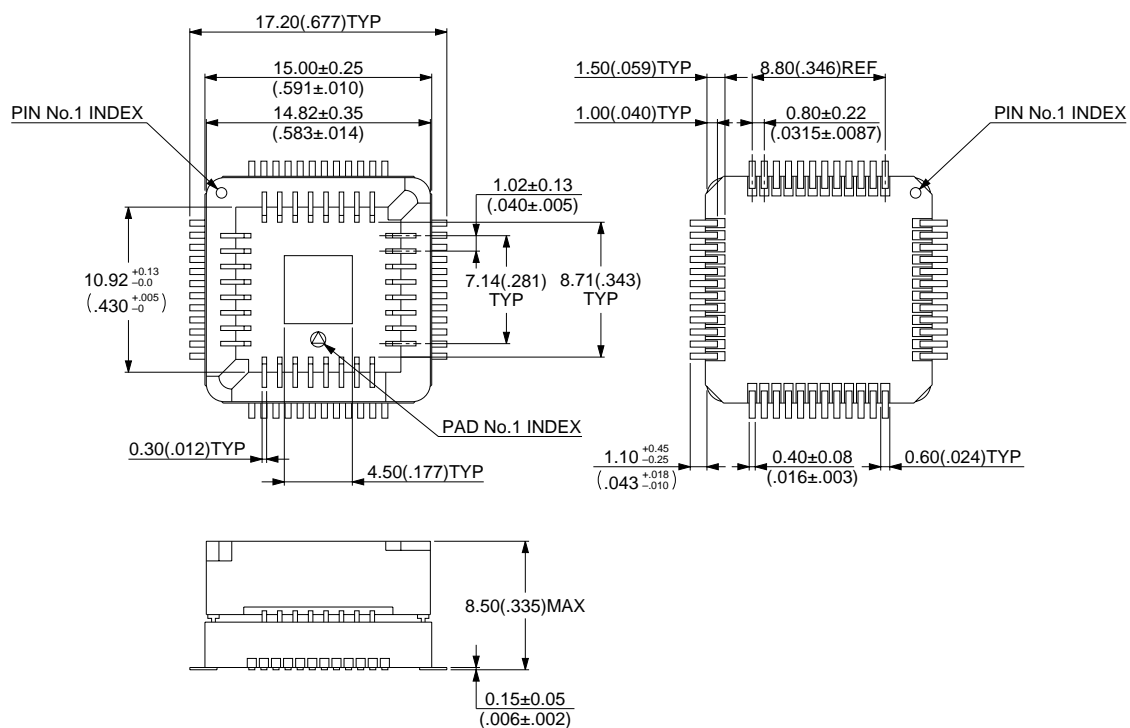 17.20(.677)TYP
15.00±0.25
(.591±.010)
14.82±0.35
(.583±.014)
PIN No.1 INDEX
1.02±0.13
(.040±.005)
10.92 +0.13 –0.0
(.430 +.005 –0)
7.14(.281)
TYP
8.71(.343)
TYP
PAD No.1 INDEX
0.30(.012)TYP
4.50(.177)TYP
1.50(.059)TYP
8.80(.346)REF
1.00(.040)TYP
0.80±0.22
(.0315±.0087)
PIN No.1 INDEX
1.10 +0.45 –0.25
(.043 +.018 –.010)
0.40±0.08
(.016±.003)
0.60(.024)TYP
8.50(.335)MAX
0.15±0.05
(.006±.002)